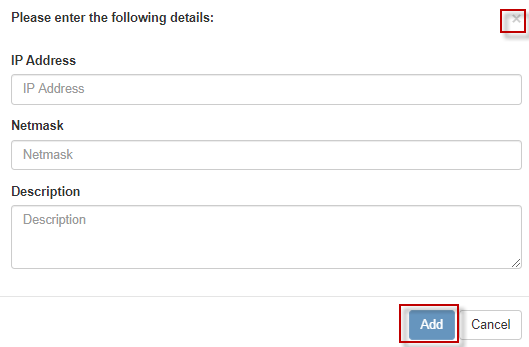 Please enter the following details: ×
IP Address
IP Address
Netmask
Netmask
Description
Description
Add Cancel